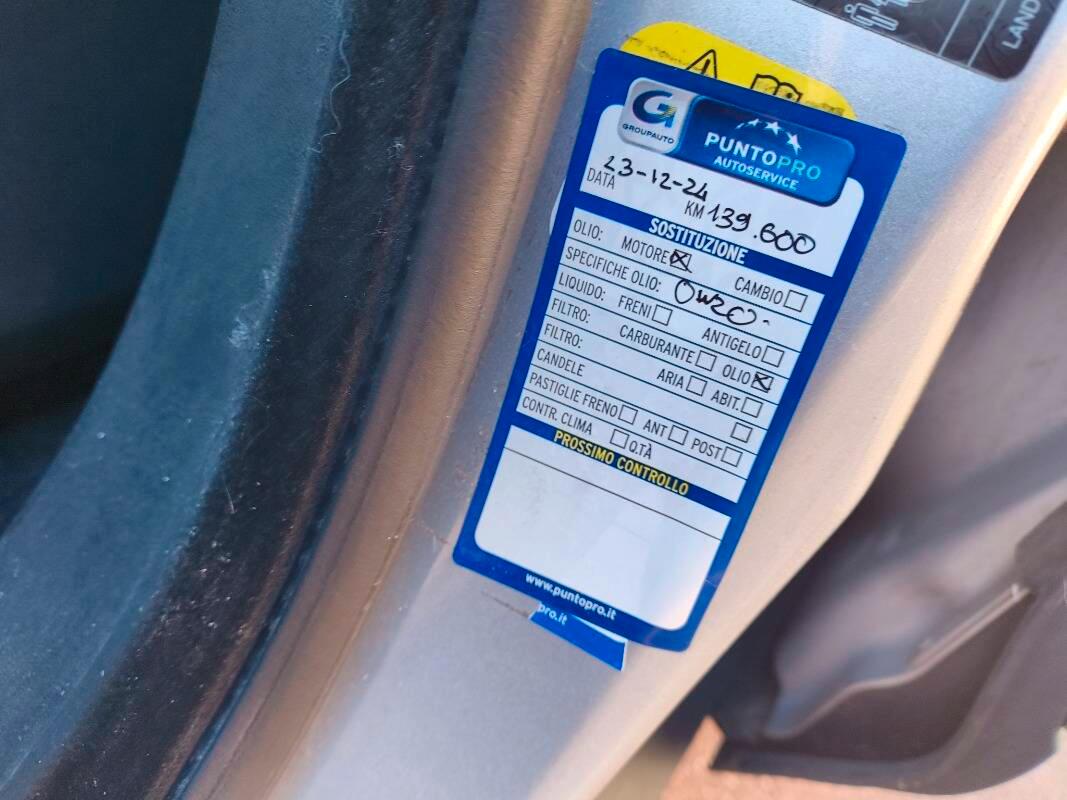 LAND
GROUPAUTO
PUNTOPRO
AUTOSERVICE
DATA 23-12-24
KM 139.600
SOSTITUZIONE
OLIO: MOTORE ☒ CAMBIO ☐
SPECIFICHE OLIO: 0W20.
LIQUIDO: FRENI ☐ ANTIGELO ☐
FILTRO: CARBURANTE ☐ OLIO ☒
FILTRO: ARIA ☐ ABIT. ☐
CANDELE ☐
PASTIGLIE FRENO ☐ ANT ☐ POST ☐
CONTR. CLIMA ☐ Q.TÀ
PROSSIMO CONTROLLO
www.puntopro.it
pro.it